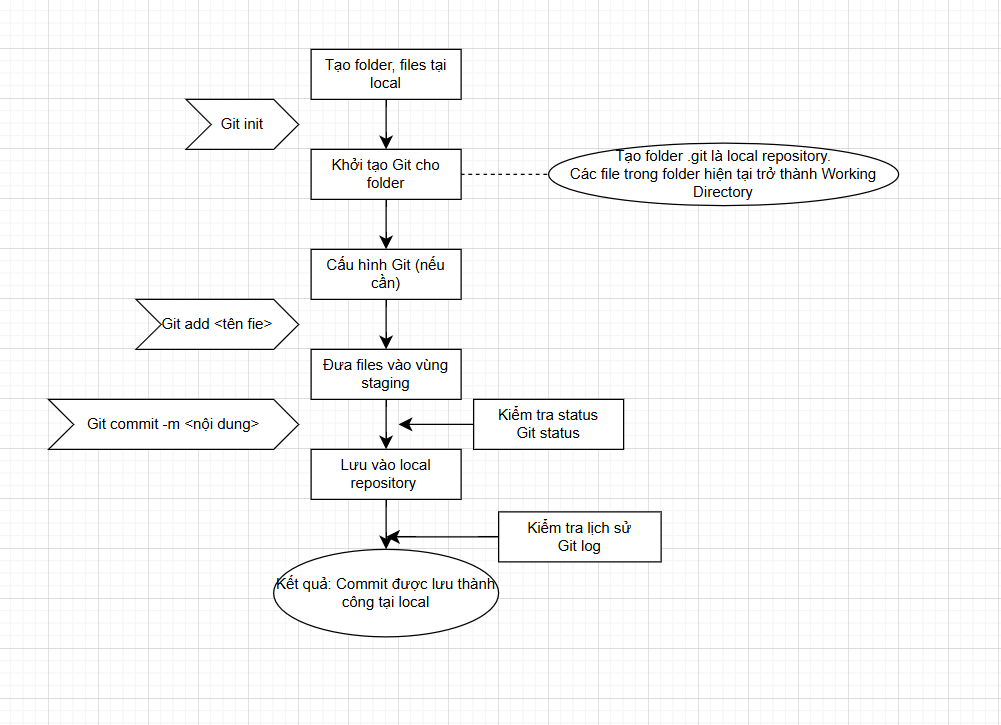 Tạo folder, files tại
local
Git init
Khởi tạo Git cho
folder
Tạo folder .git là local repository.
Các file trong folder hiện tại trở thành Working
Directory
Cấu hình Git (nếu
cần)
Git add <tên fie>
Đưa files vào vùng
staging
Git commit -m <nội dung>
Kiểm tra status
Git status
Lưu vào local
repository
Kiểm tra lịch sử
Git log
Kết quả: Commit được lưu thành
công tại local